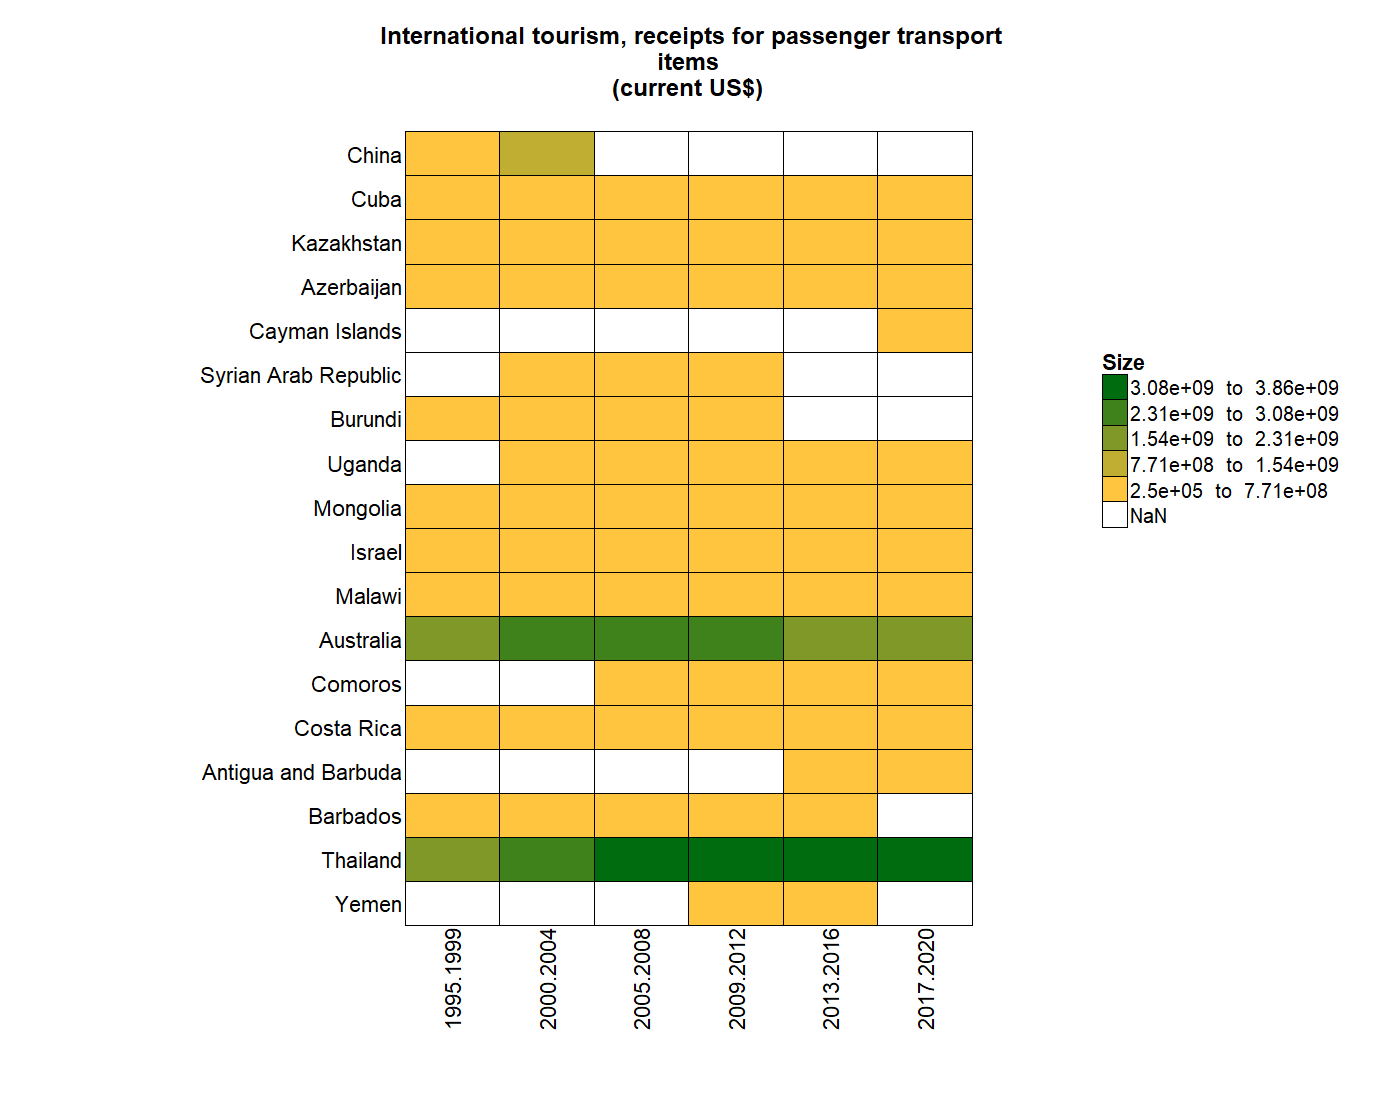 International tourism, receipts for passenger transport
items
(current US$)
China
Cuba
Kazakhstan
Azerbaijan
Cayman Islands
Syrian Arab Republic
Burundi
Uganda
Mongolia
Israel
Malawi
Australia
Comoros
Costa Rica
Antigua and Barbuda
Barbados
Thailand
Yemen
1995.1999
2000.2004
2005.2008
2009.2012
2013.2016
2017.2020
Size
3.08e+09 to 3.86e+09
2.31e+09 to 3.08e+09
1.54e+09 to 2.31e+09
7.71e+08 to 1.54e+09
2.5e+05 to 7.71e+08
NaN